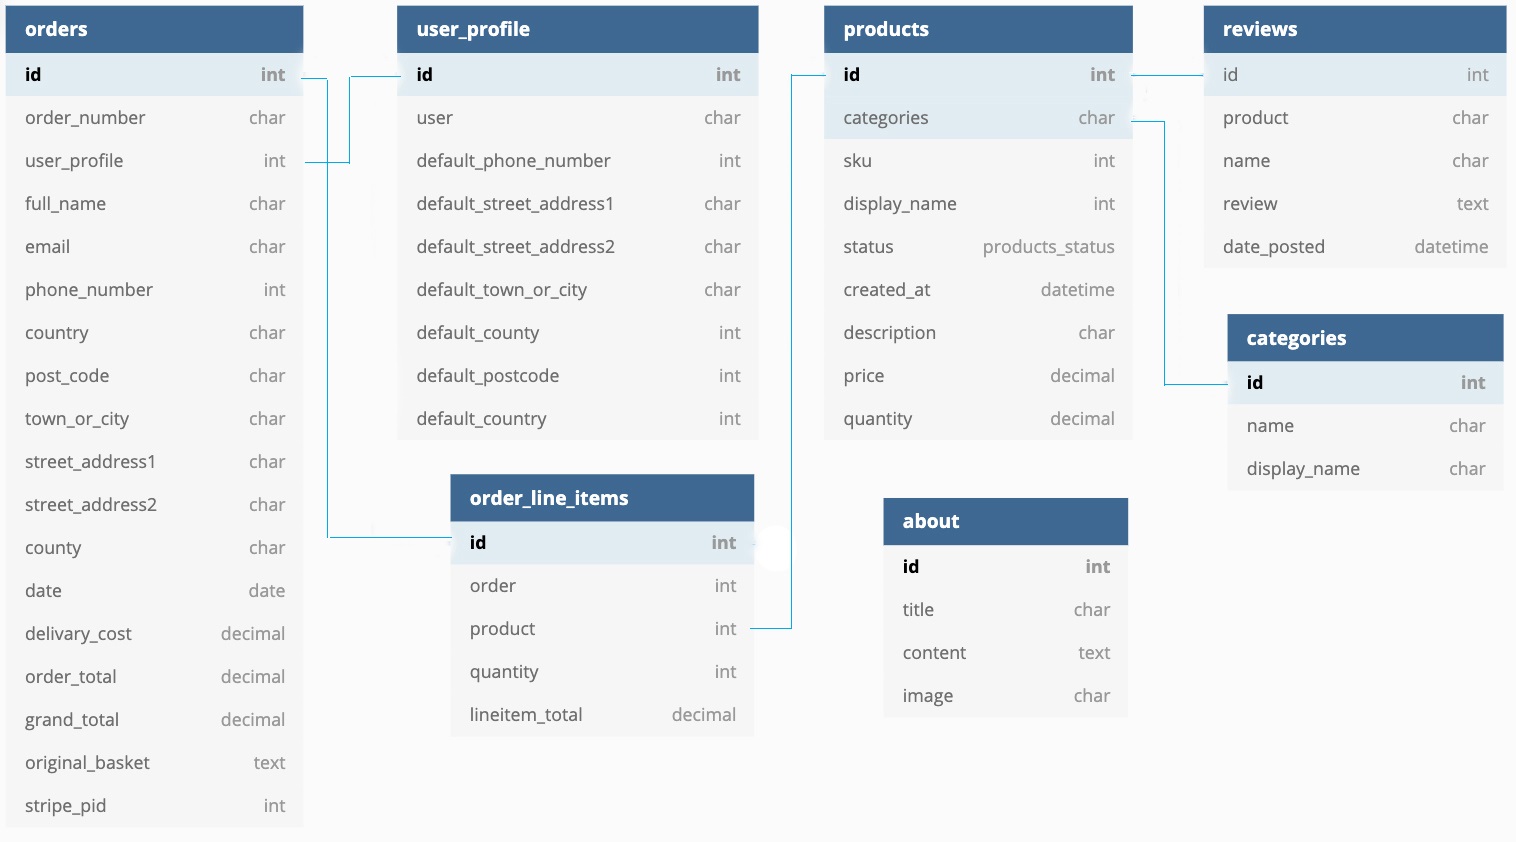 orders
id int
order_number char
user_profile int
full_name char
email char
phone_number int
country char
post_code char
town_or_city char
street_address1 char
street_address2 char
county char
date date
delivary_cost decimal
order_total decimal
grand_total decimal
original_basket text
stripe_pid int
user_profile
id int
user char
default_phone_number int
default_street_address1 char
default_street_address2 char
default_town_or_city char
default_county int
default_postcode int
default_country int
order_line_items
id int
order int
product int
quantity int
lineitem_total decimal
products
id int
categories char
sku int
display_name int
status products_status
created_at datetime
description char
price decimal
quantity decimal
about
id int
title char
content text
image char
reviews
id int
product char
name char
review text
date_posted datetime
categories
id int
name char
display_name char